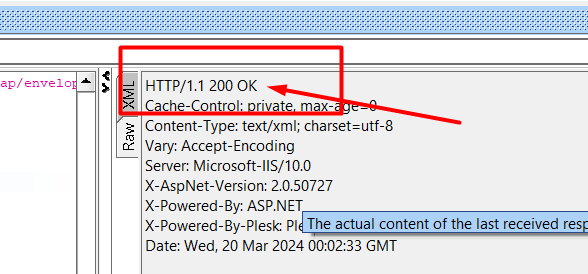 ap/envelop
XML
Raw
HTTP/1.1 200 OK
Cache-Control: private, max-age=0
Content-Type: text/xml; charset=utf-8
Vary: Accept-Encoding
Server: Microsoft-IIS/10.0
X-AspNet-Version: 2.0.50727
X-Powered-By: ASP.NET
X-Powered-By-Plesk: Ple
The actual content of the last received resp
Date: Wed, 20 Mar 2024 00:02:33 GMT